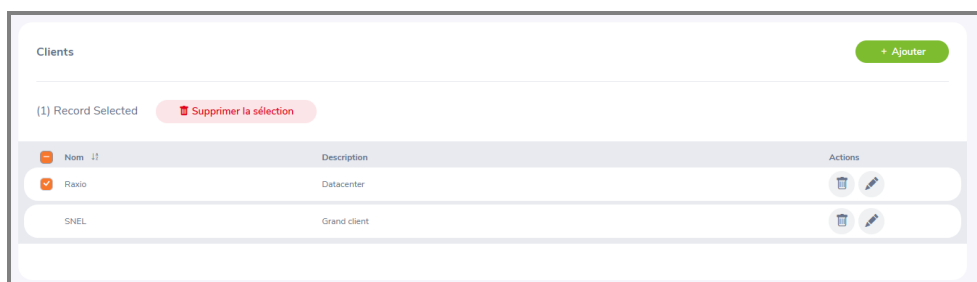 Clients
+ Ajouter
(1) Record Selected Supprimer la sélection
Nom Description Actions
Raxio Datacenter
SNEL Grand client